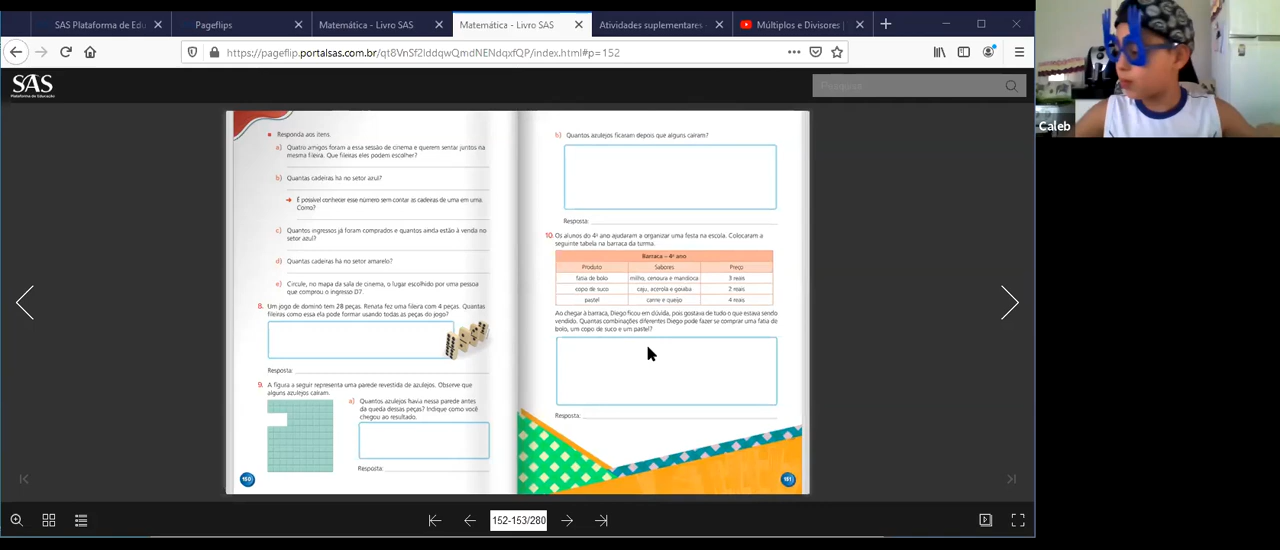 SAS Plataforma de Edu
Pageflips
Matemática - Livro SAS
Matemática - Livro SAS
Atividades suplementares
Múltiplos e Divisores |
https://pageflip.portalsas.com.br/qt8VnSf2IddqwQmdNENdqxfQP/index.html#p=152
SAS
Plataforma de Educação
Pesquisa
Caleb
Responda aos itens.
a) Quatro amigos foram a essa sessão de cinema e querem sentar juntos na
mesma fileira. Que fileiras eles podem escolher?
b) Quantas cadeiras há no setor azul?
É possível conhecer esse número sem contar as cadeiras de uma em uma.
Como?
c) Quantos ingressos já foram comprados e quantos ainda estão à venda no
setor azul?
d) Quantas cadeiras há no setor amarelo?
e) Circule, no mapa da sala de cinema, o lugar escolhido por uma pessoa
que comprou o ingresso D7.
8. Um jogo de dominó tem 28 peças. Renata fez uma fileira com 4 peças. Quantas
fileiras como essa ela pode formar usando todas as peças do jogo?
Resposta:
9. A figura a seguir representa uma parede revestida de azulejos. Observe que
alguns azulejos caíram.
a) Quantos azulejos havia nessa parede antes
da queda dessas peças? Indique como você
chegou ao resultado.
Resposta:
150
b) Quantos azulejos ficaram depois que alguns caíram?
Resposta:
10. Os alunos do 4º ano ajudaram a organizar uma festa na escola. Colocaram a
seguinte tabela na barraca da turma.
Barraca – 4º ano
Produto Sabores Preço
fatia de bolo milho, cenoura e mandioca 3 reais
copo de suco caju, acerola e goiaba 2 reais
pastel carne e queijo 4 reais
Ao chegar à barraca, Diego ficou em dúvida, pois gostava de tudo o que estava sendo
vendido. Quantas combinações diferentes Diego pode fazer se comprar uma fatia de
bolo, um copo de suco e um pastel?
Resposta:
151
152-153/280